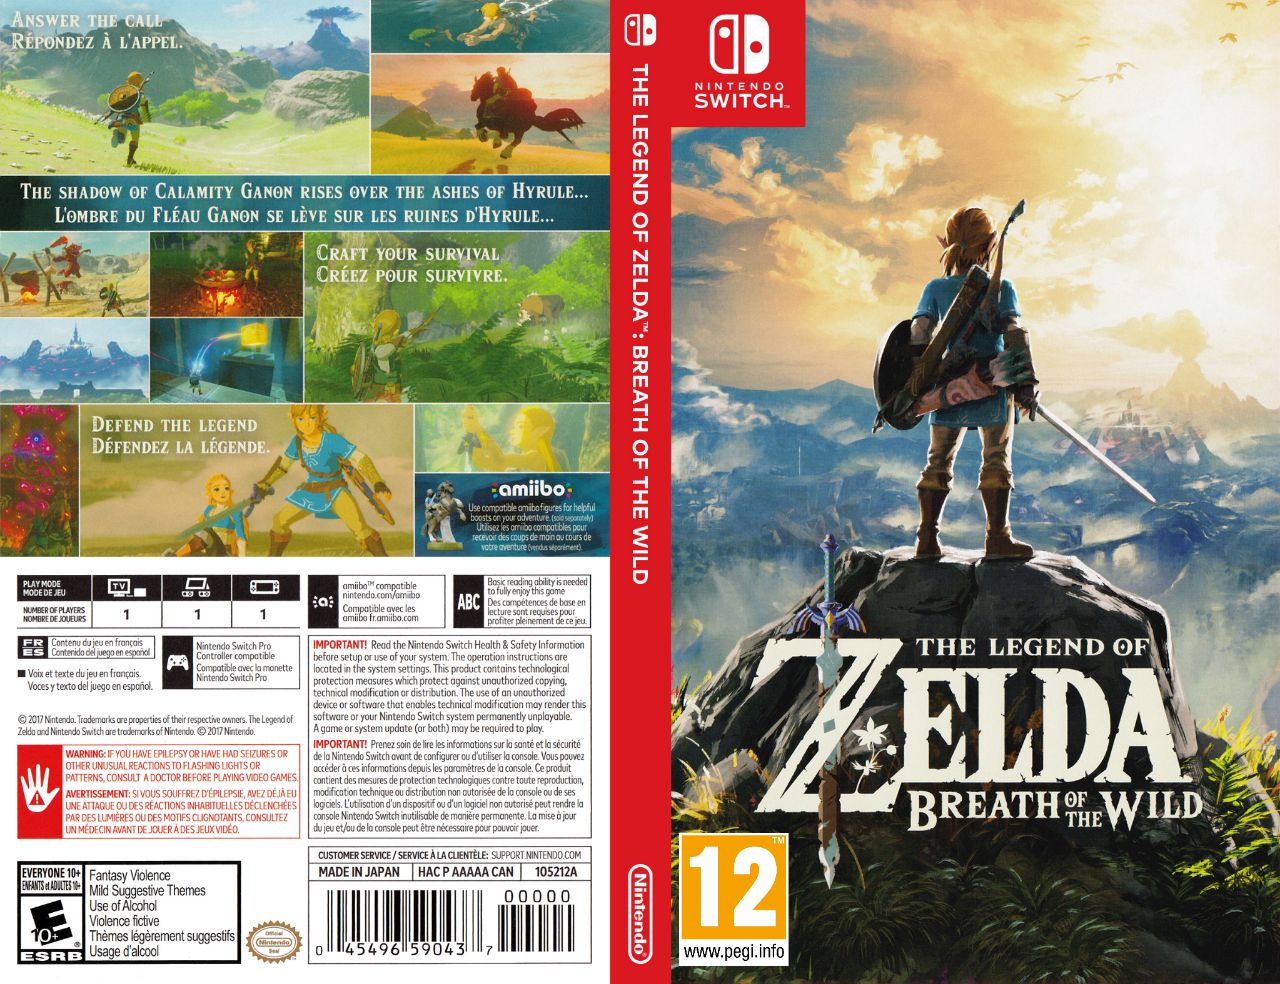 ANSWER THE CALL
RÉPONDEZ À L'APPEL.
THE SHADOW OF CALAMITY GANON RISES OVER THE ASHES OF HYRULE...
L'OMBRE DU FLÉAU GANON SE LÈVE SUR LES RUINES D'HYRULE...
CRAFT YOUR SURVIVAL
CRÉEZ POUR SURVIVRE.
DEFEND THE LEGEND
DÉFENDEZ LA LÉGENDE.
amiibo
Use compatible amiibo figures for helpful
boosts on your adventure. (sold separately)
Utilisez les amiibo compatibles pour
recevoir des coups de main au cours de
votre aventure (vendus séparément).
PLAY MODE
MODE DE JEU
TV
NUMBER OF PLAYERS
NOMBRE DE JOUEURS
1
1
1
amiibo™ compatible
nintendo.com/amiibo
Compatible avec les
amiibo fr.amiibo.com
ABC
Basic reading ability is needed
to fully enjoy this game
Des compétences de base en
lecture sont requises pour
profiter pleinement de ce jeu.
FR
ES
Contenu du jeu en français
Contenido del juego en español
■ Voix et texte du jeu en français.
Voces y texto del juego en español.
Nintendo Switch Pro
Controller compatible
Compatible avec la manette
Nintendo Switch Pro
© 2017 Nintendo. Trademarks are properties of their respective owners. The Legend of
Zelda and Nintendo Switch are trademarks of Nintendo. © 2017 Nintendo.
WARNING: IF YOU HAVE EPILEPSY OR HAVE HAD SEIZURES OR
OTHER UNUSUAL REACTIONS TO FLASHING LIGHTS OR
PATTERNS, CONSULT A DOCTOR BEFORE PLAYING VIDEO GAMES.
AVERTISSEMENT: SI VOUS SOUFFREZ D'ÉPILEPSIE, AVEZ DÉJÀ EU
UNE ATTAQUE OU DES RÉACTIONS INHABITUELLES DÉCLENCHÉES
PAR DES LUMIÈRES OU DES MOTIFS CLIGNOTANTS, CONSULTEZ
UN MÉDECIN AVANT DE JOUER À DES JEUX VIDÉO.
IMPORTANT! Read the Nintendo Switch Health & Safety Information
before setup or use of your system. The operation instructions are
located in the system settings. This product contains technological
protection measures which protect against unauthorized copying,
technical modification or distribution. The use of an unauthorized
device or software that enables technical modification may render this
software or your Nintendo Switch system permanently unplayable.
A game or system update (or both) may be required to play.
IMPORTANT! Prenez soin de lire les informations sur la santé et la sécurité
de la Nintendo Switch avant de configurer ou d'utiliser la console. Vous pouvez
accéder à ces informations depuis les paramètres de la console. Ce produit
contient des mesures de protection technologiques contre toute reproduction,
modification technique ou distribution non autorisée de la console ou de ses
logiciels. L'utilisation d'un dispositif ou d'un logiciel non autorisé peut rendre la
console Nintendo Switch inutilisable de manière permanente. La mise à jour
du jeu et/ou de la console peut être nécessaire pour pouvoir jouer.
CUSTOMER SERVICE / SERVICE À LA CLIENTÈLE: SUPPORT.NINTENDO.COM
MADE IN JAPAN
HAC P AAAAA CAN
105212A
EVERYONE 10+
ENFANTS et ADULTES 10+
E
10+
ESRB
Fantasy Violence
Mild Suggestive Themes
Use of Alcohol
Violence fictive
Thèmes légèrement suggestifs
Usage d'alcool
Official
Nintendo
Seal
00000
0 45496 59043 7
THE LEGEND OF ZELDA™: BREATH OF THE WILD
Nintendo
NINTENDO
SWITCH™
THE LEGEND OF
ZELDA
BREATH OF THE WILD
12™
www.pegi.info